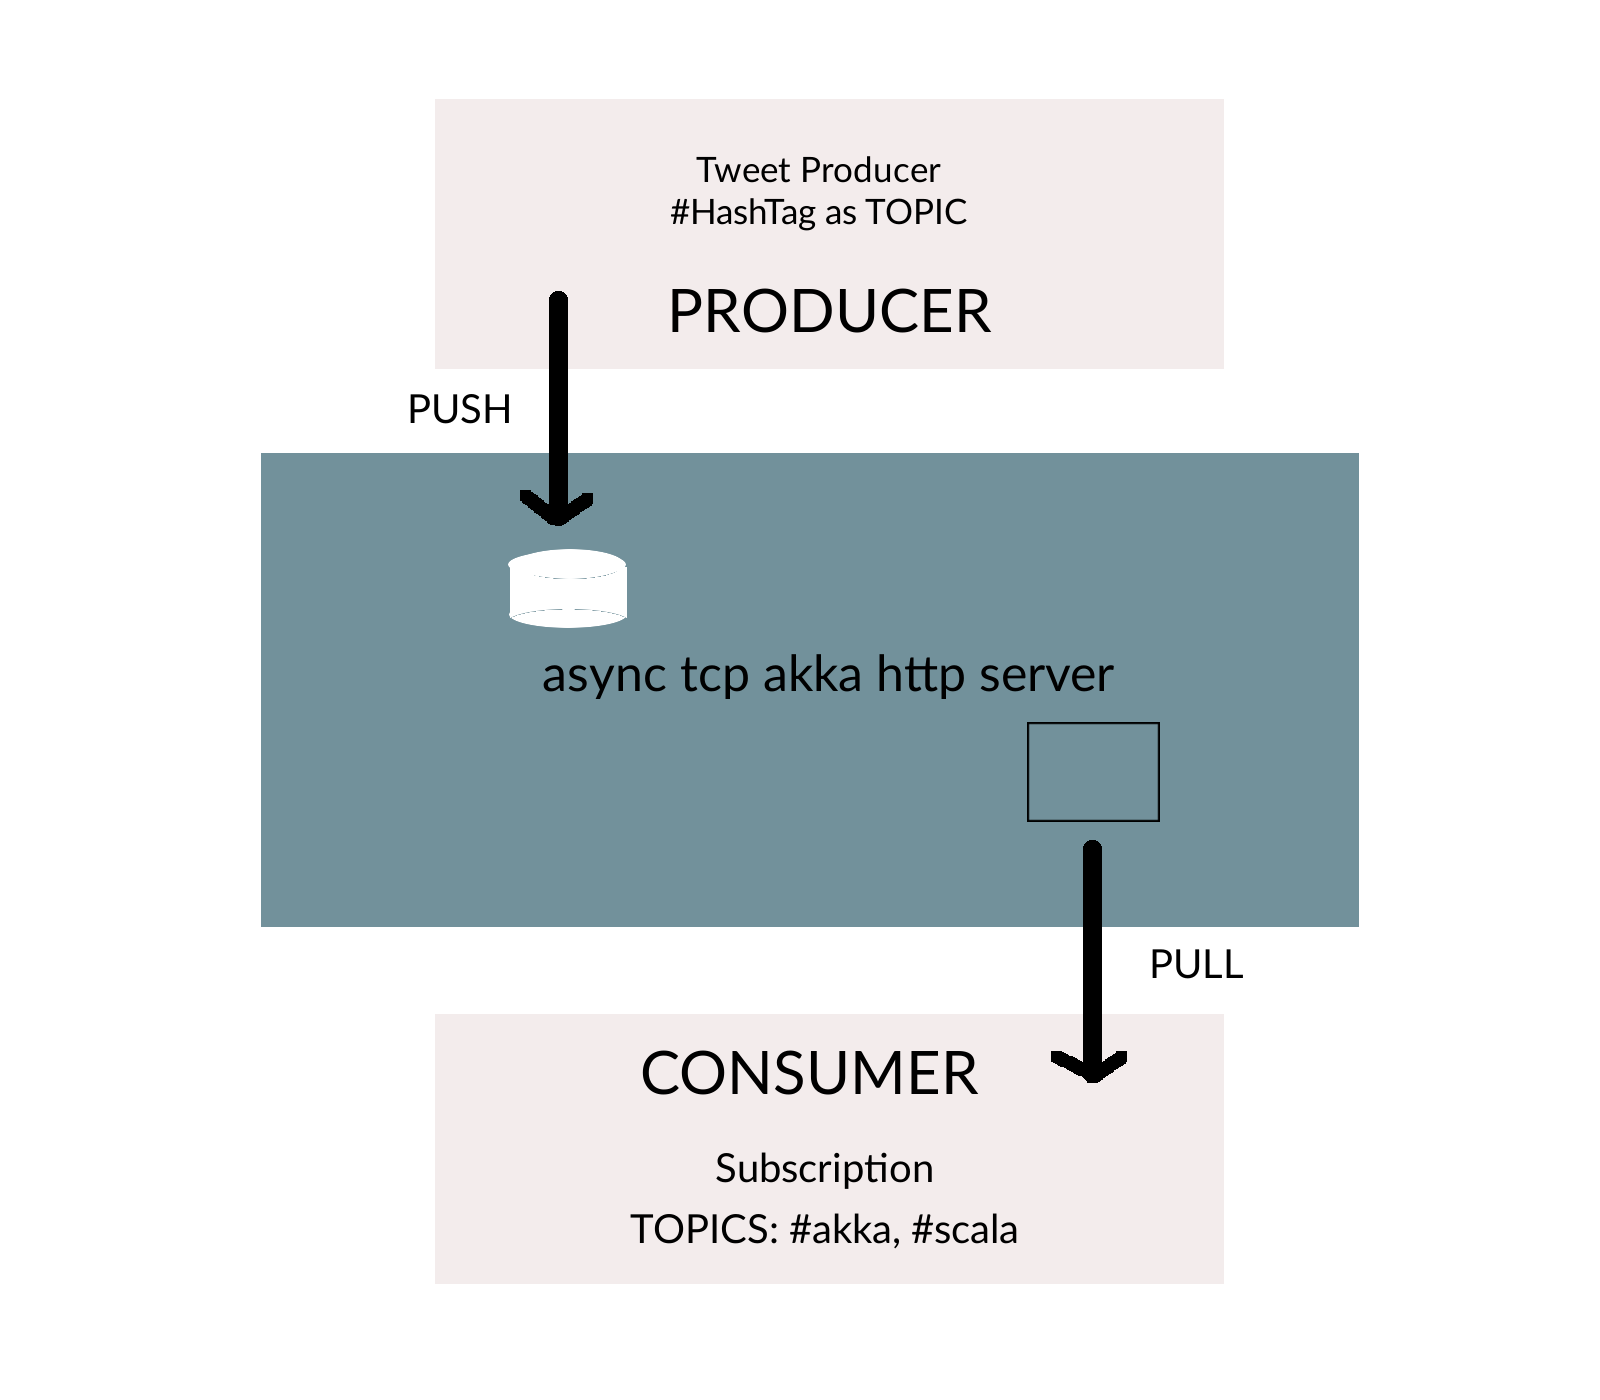 Tweet Producer
#HashTag as TOPIC
PRODUCER
PUSH
async tcp akka http server
PULL
CONSUMER
Subscription
TOPICS: #akka, #scala